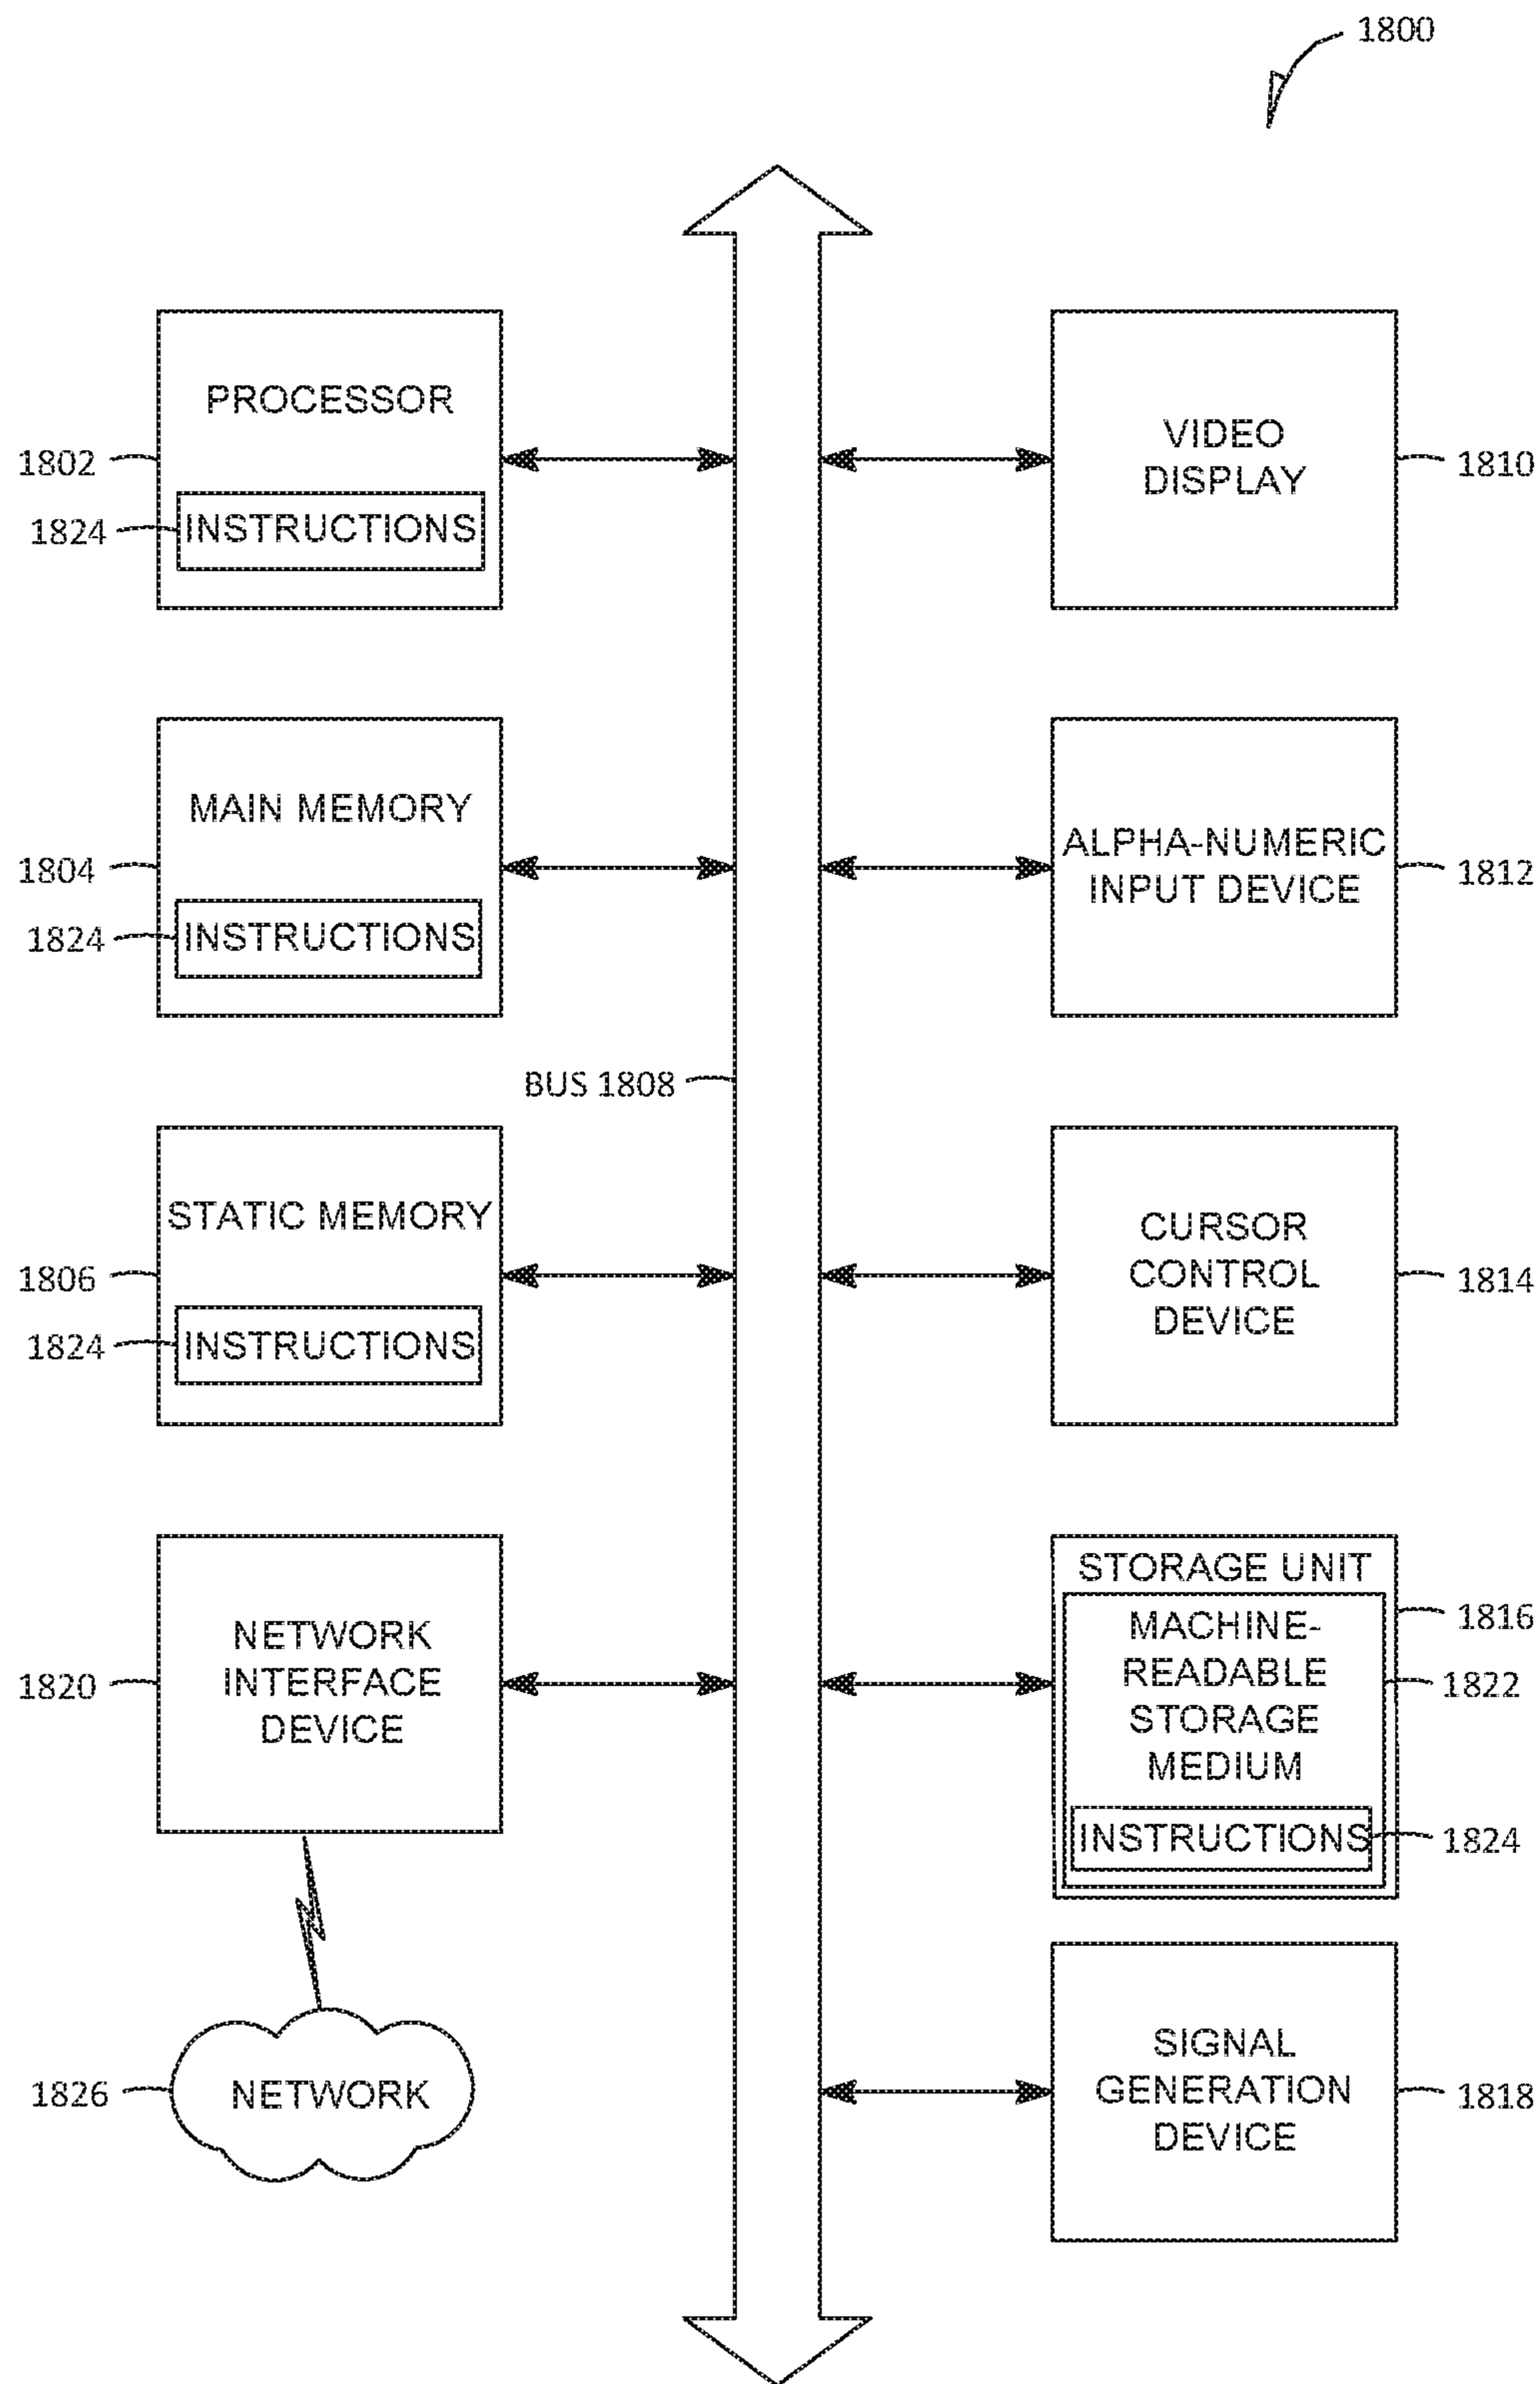 1800
PROCESSOR
1802
1824
INSTRUCTIONS
VIDEO
DISPLAY
1810
MAIN MEMORY
1804
1824
INSTRUCTIONS
ALPHA-NUMERIC
INPUT DEVICE
1812
BUS 1808
STATIC MEMORY
1806
1824
INSTRUCTIONS
CURSOR
CONTROL
DEVICE
1814
NETWORK
INTERFACE
DEVICE
1820
STORAGE UNIT
1816
MACHINE-
READABLE
STORAGE
MEDIUM
1822
INSTRUCTIONS
1824
NETWORK
1826
SIGNAL
GENERATION
DEVICE
1818